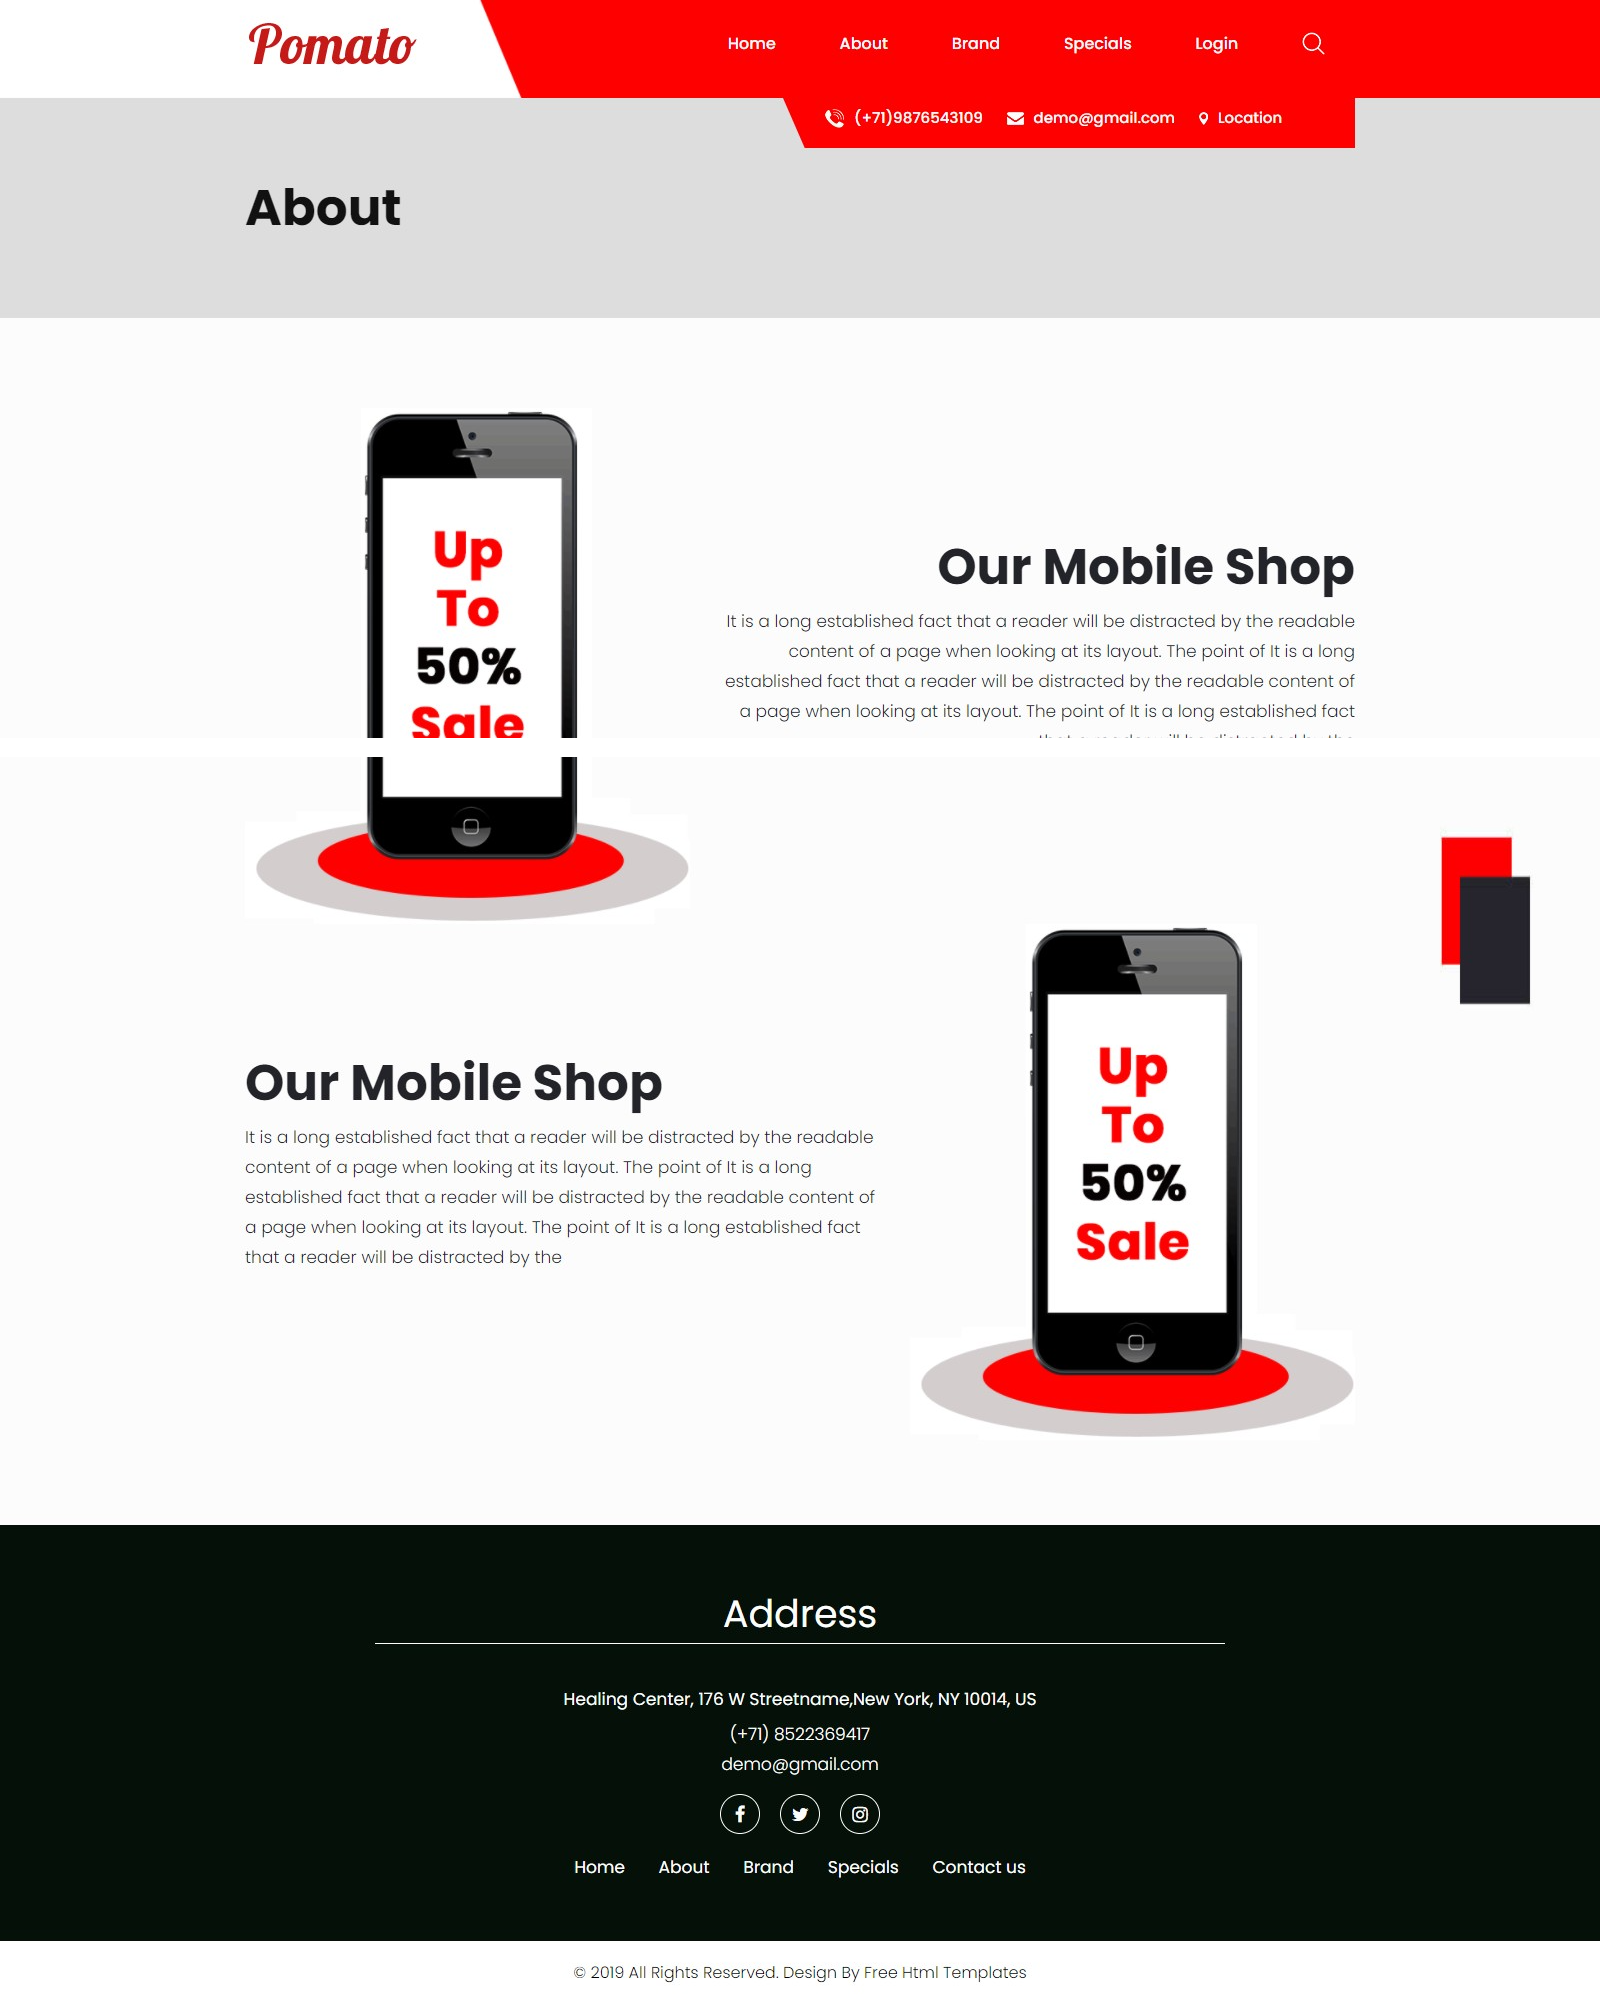 Pomato
Home About Brand Specials Login
(+71)9876543109 demo@gmail.com Location
About
Up
To
50%
Sale
Our Mobile Shop
It is a long established fact that a reader will be distracted by the readable
content of a page when looking at its layout. The point of It is a long
established fact that a reader will be distracted by the readable content of
a page when looking at its layout. The point of It is a long established fact
that a reader will be distracted by the
Our Mobile Shop
It is a long established fact that a reader will be distracted by the readable
content of a page when looking at its layout. The point of It is a long
established fact that a reader will be distracted by the readable content of
a page when looking at its layout. The point of It is a long established fact
that a reader will be distracted by the
Up
To
50%
Sale
Address
Healing Center, 176 W Streetname,New York, NY 10014, US
(+71) 8522369417
demo@gmail.com
Home About Brand Specials Contact us
© 2019 All Rights Reserved. Design By Free Html Templates